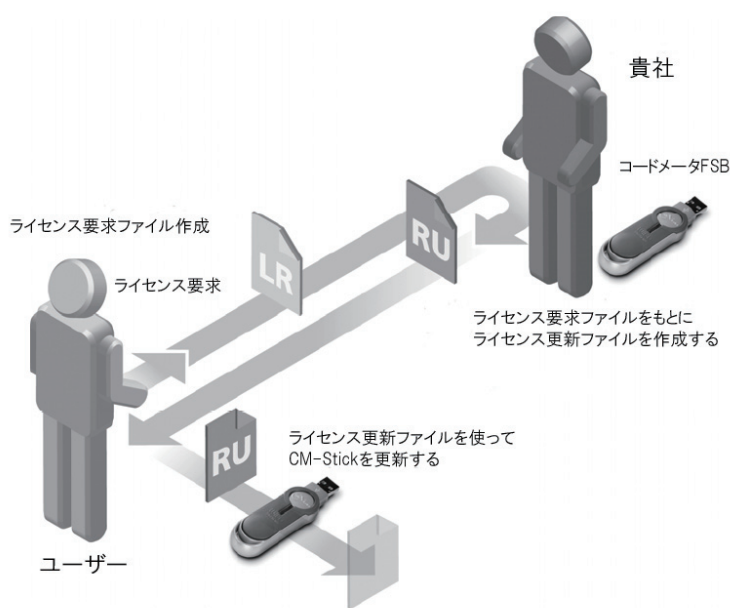 貴社
コードメータFSB
ライセンス要求ファイル作成
ライセンス要求
LR
RU
ライセンス要求ファイルをもとに
ライセンス更新ファイルを作成する
RU
ライセンス更新ファイルを使って
CM-Stickを更新する
ユーザー